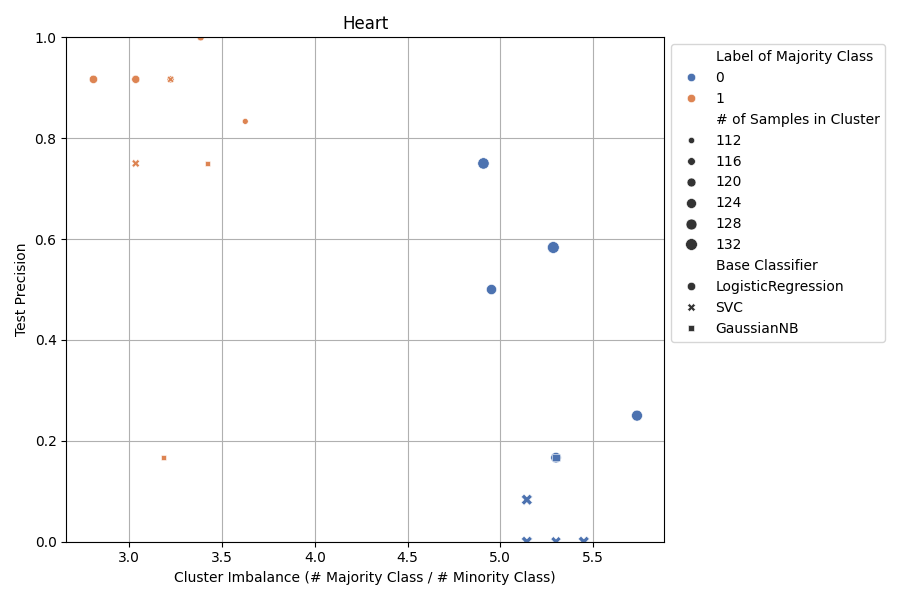 Heart
1.0
0.8
0.6
0.4
0.2
0.0
Test Precision
3.0 3.5 4.0 4.5 5.0 5.5
Cluster Imbalance (# Majority Class / # Minority Class)
Label of Majority Class
0
1
# of Samples in Cluster
112
116
120
124
128
132
Base Classifier
LogisticRegression
SVC
GaussianNB